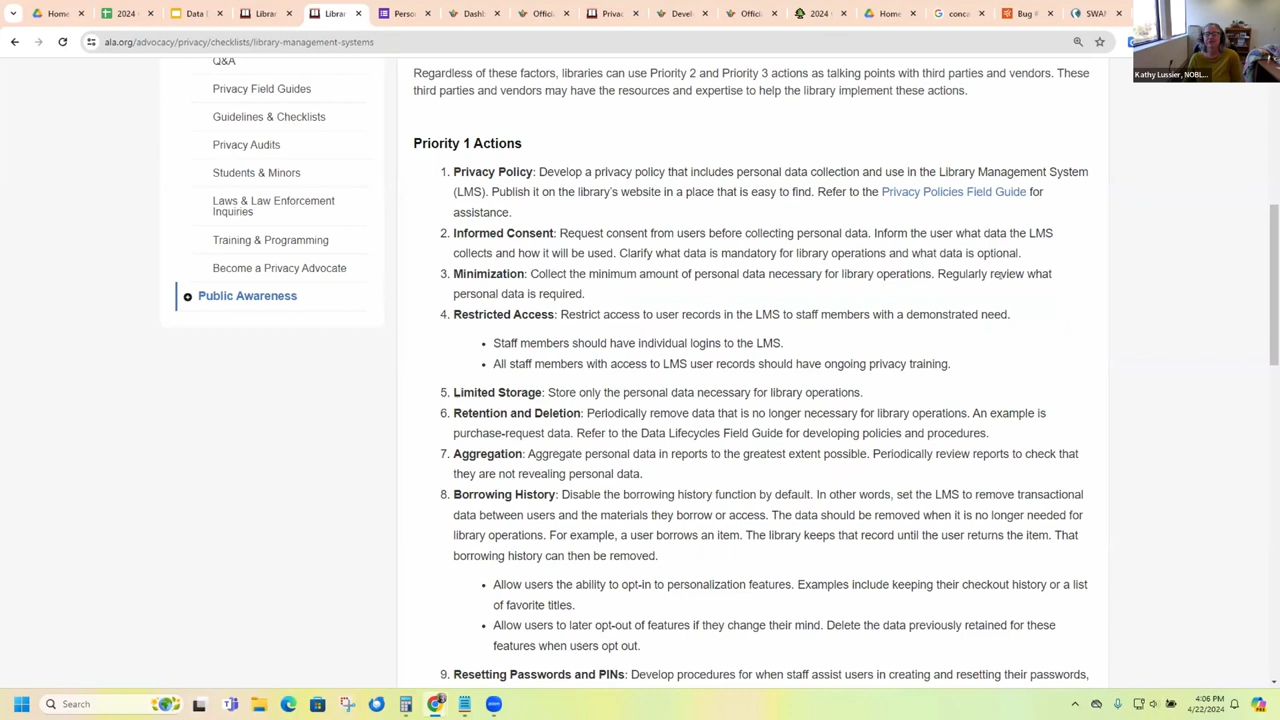 Home
2024
Data I
Librar
Librar
Perso
Dashb
Offici
Privac
Devel
Offici
2024
Home
conca
Bug #
SWAN
ala.org/advocacy/privacy/checklists/library-management-systems
Kathy Lussier, NOBL...
Q&A
Privacy Field Guides
Guidelines & Checklists
Privacy Audits
Students & Minors
Laws & Law Enforcement
Inquiries
Training & Programming
Become a Privacy Advocate
Public Awareness
Regardless of these factors, libraries can use Priority 2 and Priority 3 actions as talking points with third parties and vendors. These
third parties and vendors may have the resources and expertise to help the library implement these actions.
Priority 1 Actions
1. Privacy Policy: Develop a privacy policy that includes personal data collection and use in the Library Management System
(LMS). Publish it on the library's website in a place that is easy to find. Refer to the Privacy Policies Field Guide for
assistance.
2. Informed Consent: Request consent from users before collecting personal data. Inform the user what data the LMS
collects and how it will be used. Clarify what data is mandatory for library operations and what data is optional.
3. Minimization: Collect the minimum amount of personal data necessary for library operations. Regularly review what
personal data is required.
4. Restricted Access: Restrict access to user records in the LMS to staff members with a demonstrated need.
• Staff members should have individual logins to the LMS.
• All staff members with access to LMS user records should have ongoing privacy training.
5. Limited Storage: Store only the personal data necessary for library operations.
6. Retention and Deletion: Periodically remove data that is no longer necessary for library operations. An example is
purchase-request data. Refer to the Data Lifecycles Field Guide for developing policies and procedures.
7. Aggregation: Aggregate personal data in reports to the greatest extent possible. Periodically review reports to check that
they are not revealing personal data.
8. Borrowing History: Disable the borrowing history function by default. In other words, set the LMS to remove transactional
data between users and the materials they borrow or access. The data should be removed when it is no longer needed for
library operations. For example, a user borrows an item. The library keeps that record until the user returns the item. That
borrowing history can then be removed.
• Allow users the ability to opt-in to personalization features. Examples include keeping their checkout history or a list
of favorite titles.
• Allow users to later opt-out of features if they change their mind. Delete the data previously retained for these
features when users opt out.
9. Resetting Passwords and PINs: Develop procedures for when staff assist users in creating and resetting their passwords,
Search
4:06 PM
4/22/2024